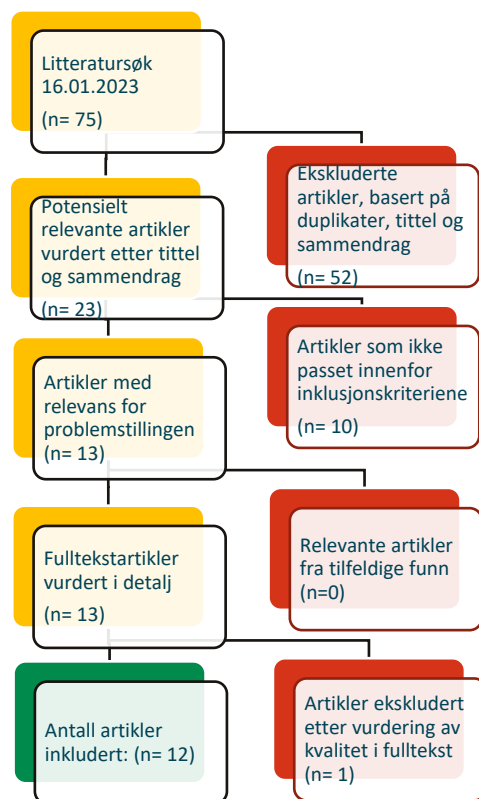 Litteratursøk
16.01.2023
(n= 75)
Ekskluderte
artikler, basert på
duplikater, tittel og
sammendrag
(n= 52)
Potensielt
relevante artikler
vurdert etter tittel
og sammendrag
(n= 23)
Artikler som ikke
passet innenfor
inklusjonskriteriene
(n= 10)
Artikler med
relevans for
problemstillingen
(n= 13)
Relevante artikler
fra tilfeldige funn
(n=0)
Fulltekstartikler
vurdert i detalj
(n= 13)
Artikler ekskludert
etter vurdering av
kvalitet i fulltekst
(n= 1)
Antall artikler
inkludert: (n= 12)